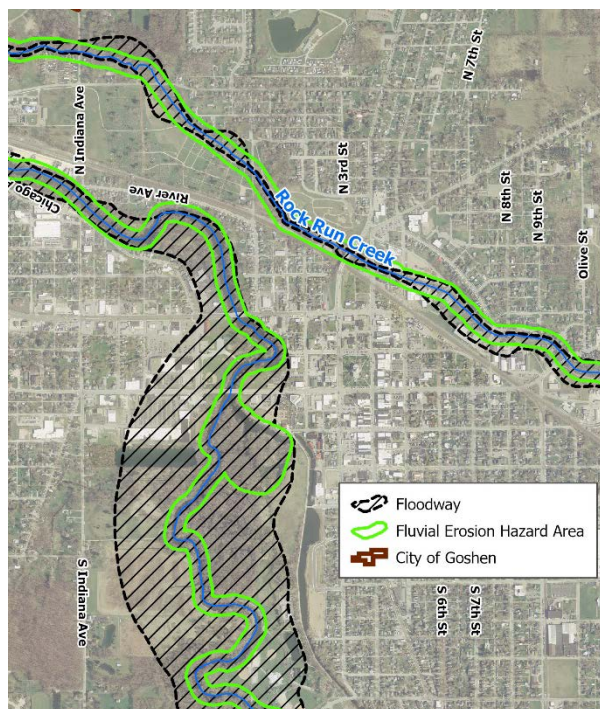 N 7th St
N Indiana Ave
N 3rd St
River Ave
N 8th St
N 9th St
Chicago
Rock Run Creek
Olive St
Floodway
Fluvial Erosion Hazard Area
City of Goshen
S Indiana Ave
S 6th St
S 7th St